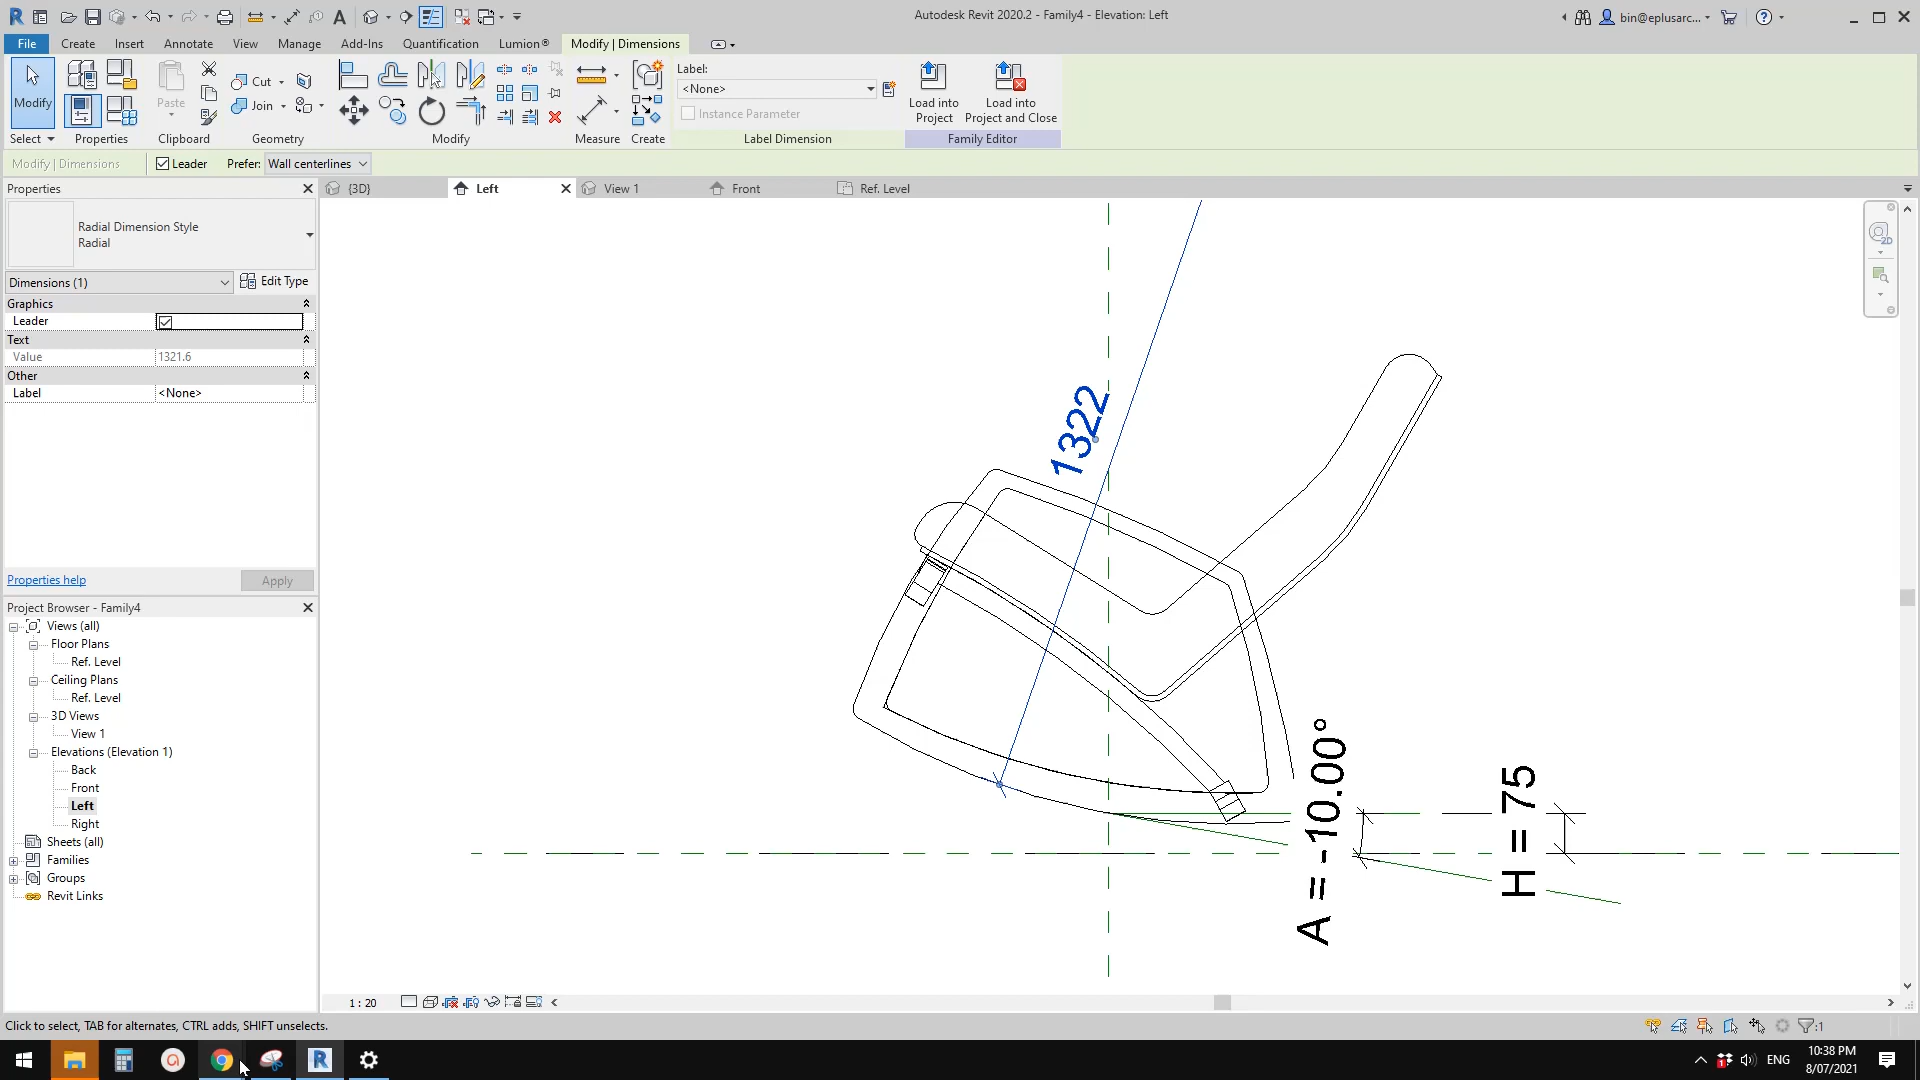 Autodesk Revit 2020.2 - Family4 - Elevation: Left
bin@eplusarc...
File
Create
Insert
Annotate
View
Manage
Add-Ins
Quantification
Lumion®
Modify | Dimensions
Modify
Select
Properties
Paste
Clipboard
Cut
Join
Geometry
Modify
Measure
Create
Label:
<None>
Instance Parameter
Label Dimension
Load into
Project
Load into
Project and Close
Family Editor
Modify | Dimensions
Leader
Prefer:
Wall centerlines
Properties
Radial Dimension Style
Radial
Dimensions (1)
Edit Type
Graphics
Leader
Text
Value
1321.6
Other
Label
<None>
Properties help
Apply
Project Browser - Family4
Views (all)
Floor Plans
Ref. Level
Ceiling Plans
Ref. Level
3D Views
View 1
Elevations (Elevation 1)
Back
Front
Left
Right
Sheets (all)
Families
Groups
Revit Links
{3D}
Left
View 1
Front
Ref. Level
2D
1322
A = -10.00°
H = 75
1 : 20
Click to select, TAB for alternates, CTRL adds, SHIFT unselects.
:1
ENG
10:38 PM
8/07/2021